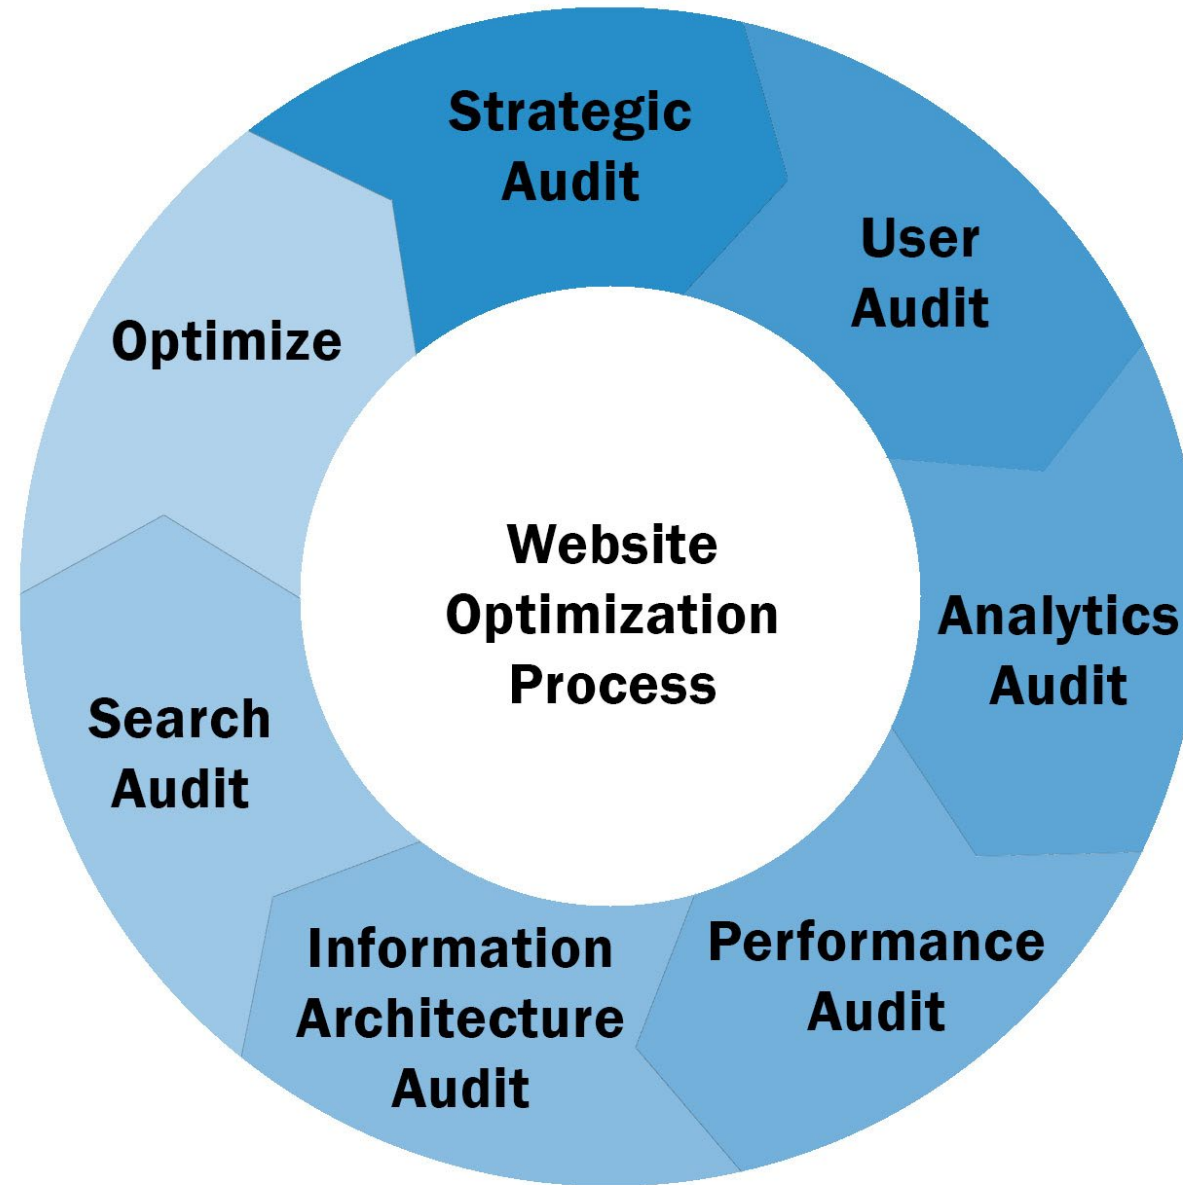 Strategic
Audit
User
Audit
Analytics
Audit
Performance
Audit
Information
Architecture
Audit
Search
Audit
Optimize
Website
Optimization
Process